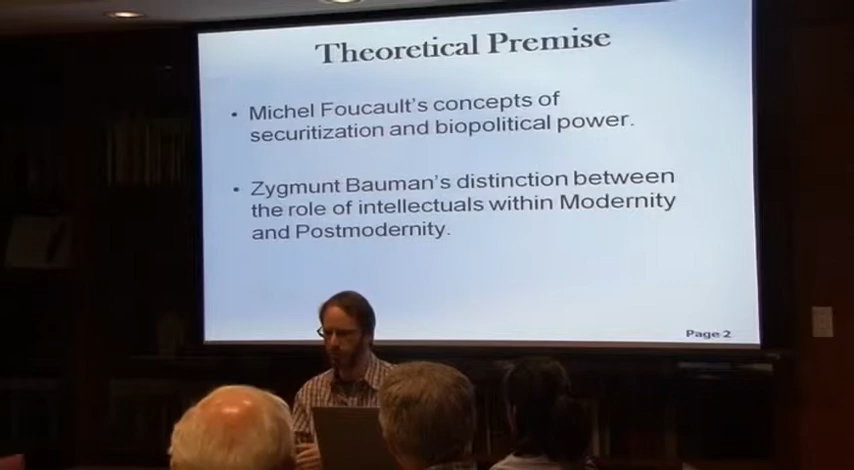 Theoretical Premise
• Michel Foucault's concepts of
securitization and biopolitical power.
• Zygmunt Bauman's distinction between
the role of intellectuals within Modernity
and Postmodernity.
Page 2